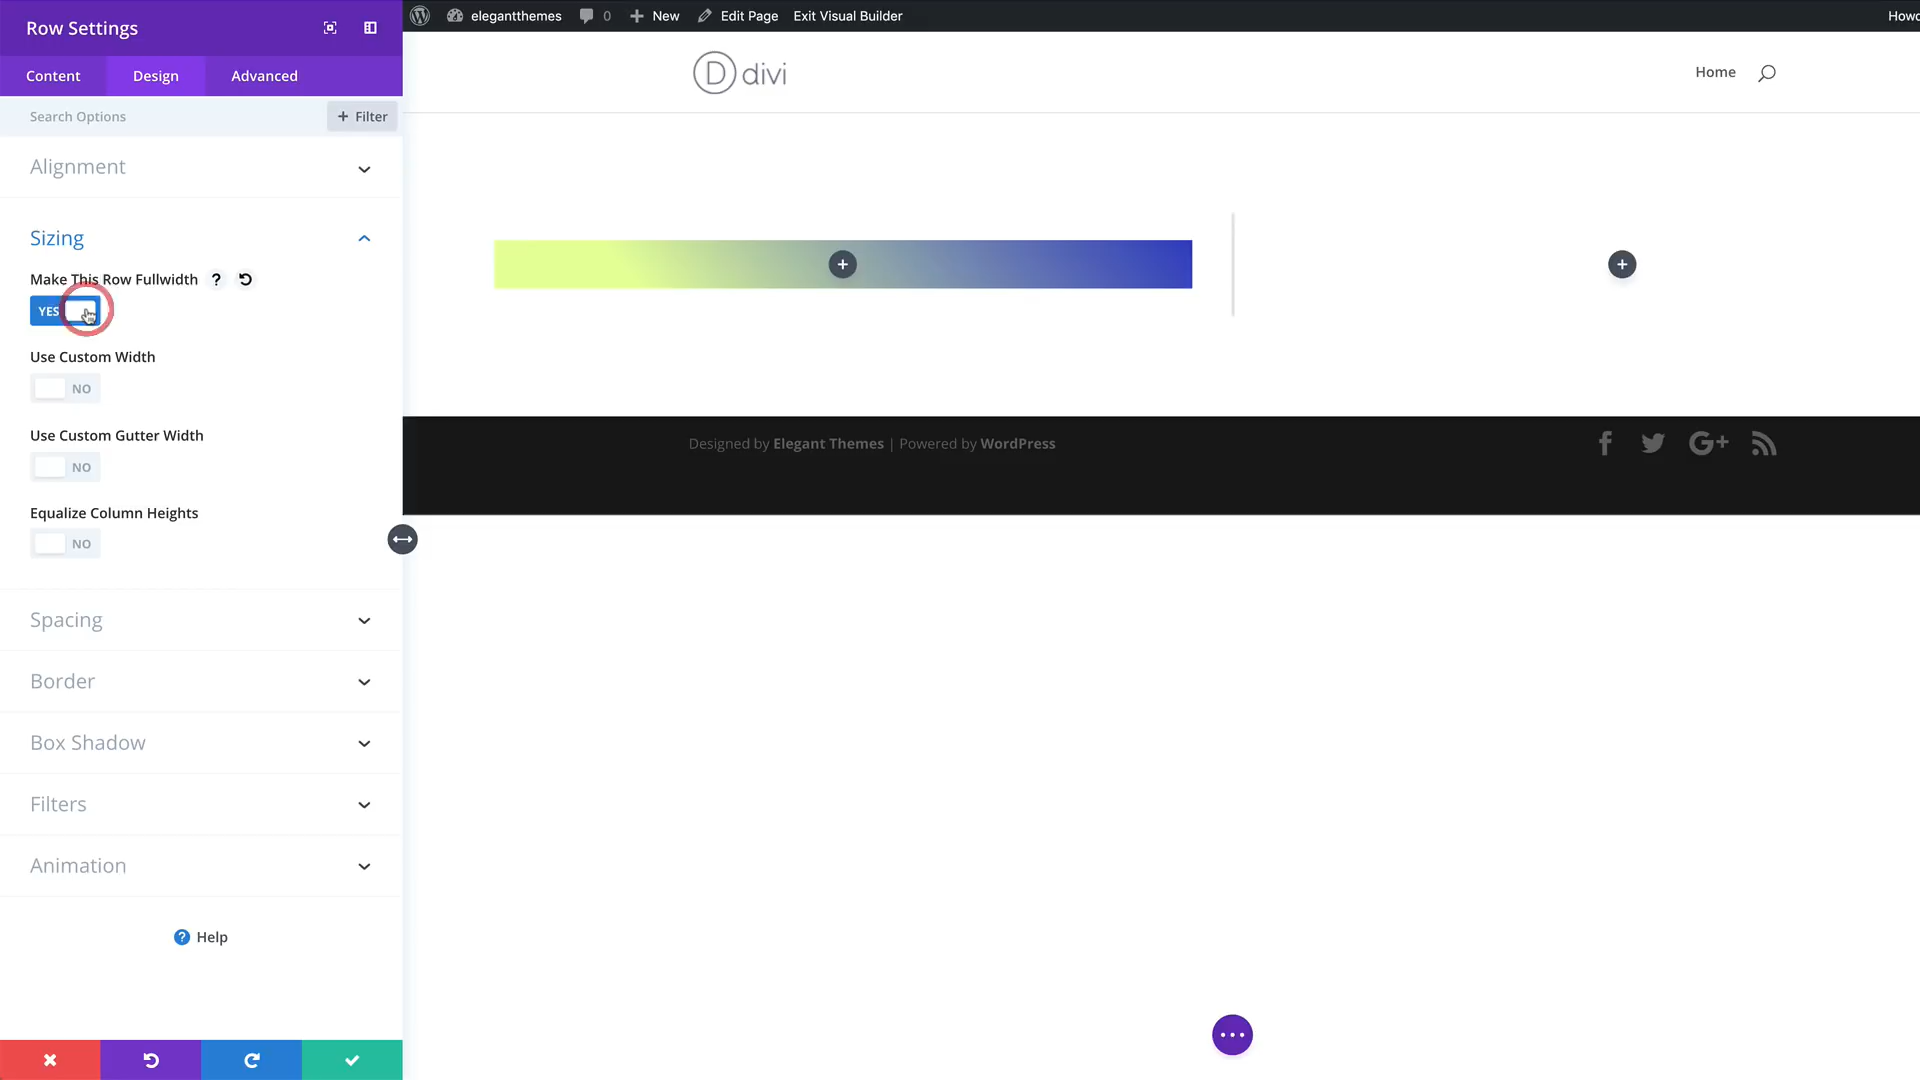 Row Settings
Content Design Advanced
Search Options
+ Filter
Alignment
Sizing
Make This Row Fullwidth ?
YES
Use Custom Width
NO
Use Custom Gutter Width
NO
Equalize Column Heights
NO
Spacing
Border
Box Shadow
Filters
Animation
? Help
elegantthemes 0 + New Edit Page Exit Visual Builder
D divi
Home
Designed by Elegant Themes | Powered by WordPress
G+